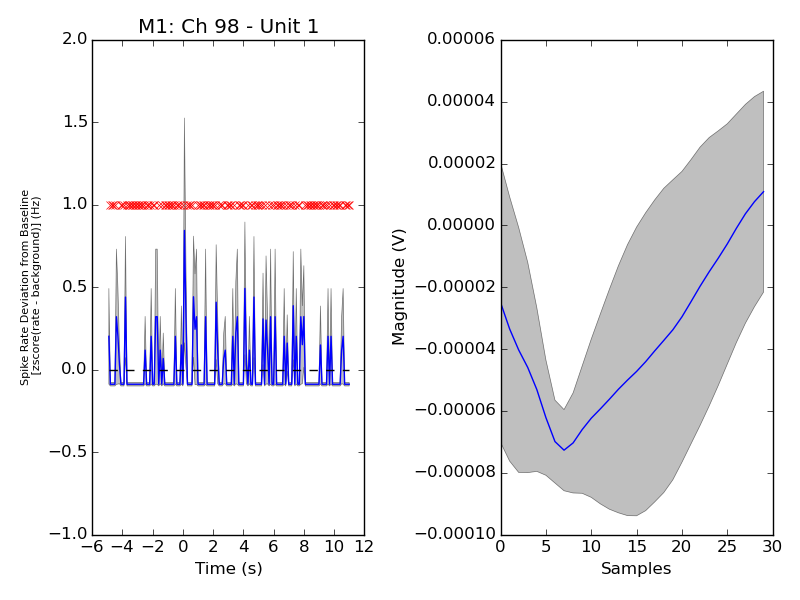 M1: Ch 98 - Unit 1
Spike Rate Deviation from Baseline
[zscore(rate - background)] (Hz)
2.0
1.5
1.0
0.5
0.0
−0.5
−1.0
−6 −4 −2 0 2 4 6 8 10 12
Time (s)
Magnitude (V)
0.00006
0.00004
0.00002
0.00000
−0.00002
−0.00004
−0.00006
−0.00008
−0.00010
0 5 10 15 20 25 30
Samples